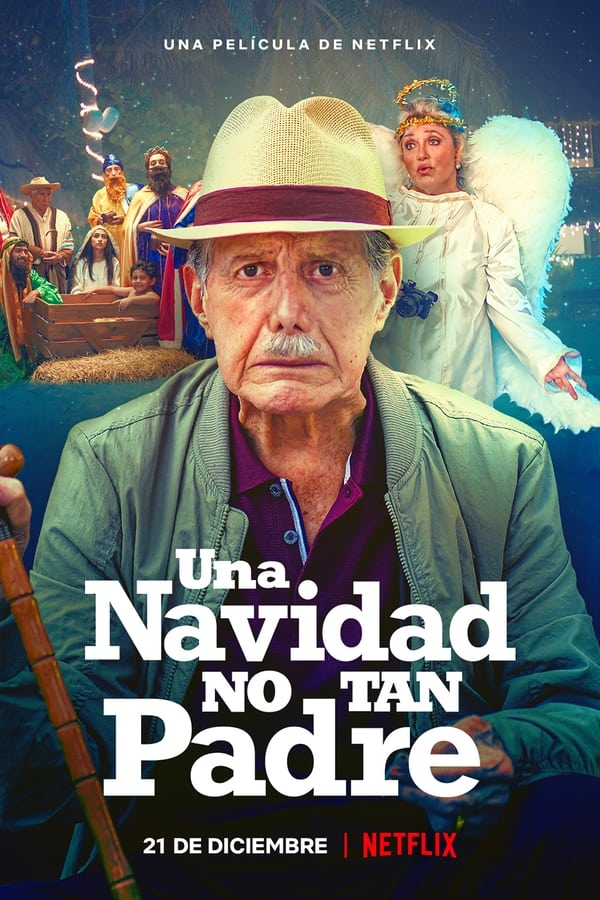 UNA PELÍCULA DE NETFLIX
Una
Navidad
NO TAN
Padre
21 DE DICIEMBRE | NETFLIX